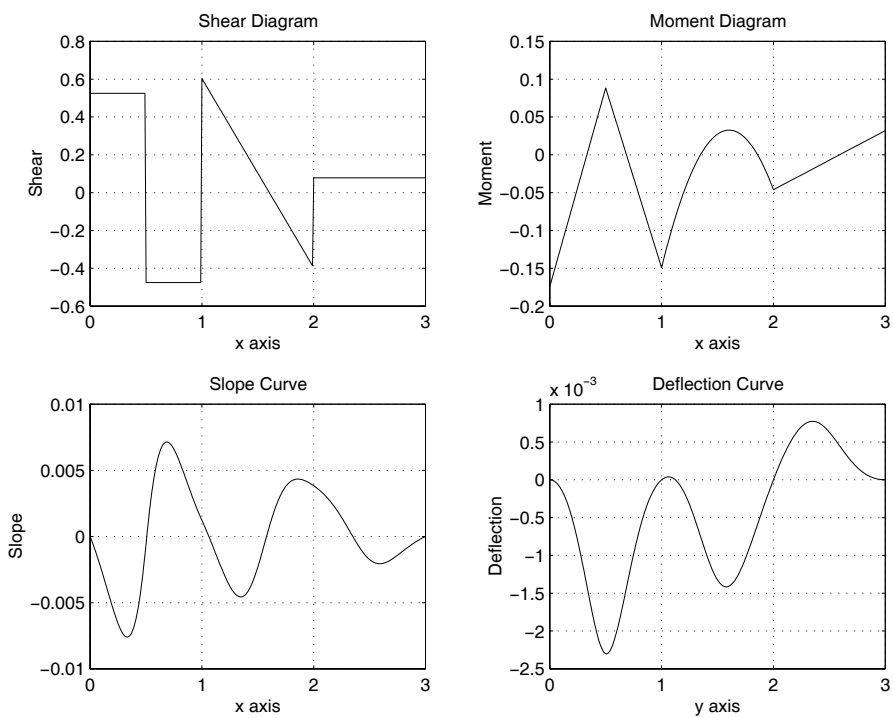 Shear Diagram
0.8
0.6
0.4
0.2
0
−0.2
−0.4
−0.6
Shear
0 1 2 3
x axis
Moment Diagram
0.15
0.1
0.05
0
−0.05
−0.1
−0.15
−0.2
Moment
0 1 2 3
x axis
Slope Curve
0.01
0.005
0
−0.005
−0.01
Slope
0 1 2 3
x axis
Deflection Curve
x 10−3
1
0.5
0
−0.5
−1
−1.5
−2
−2.5
Deflection
0 1 2 3
y axis